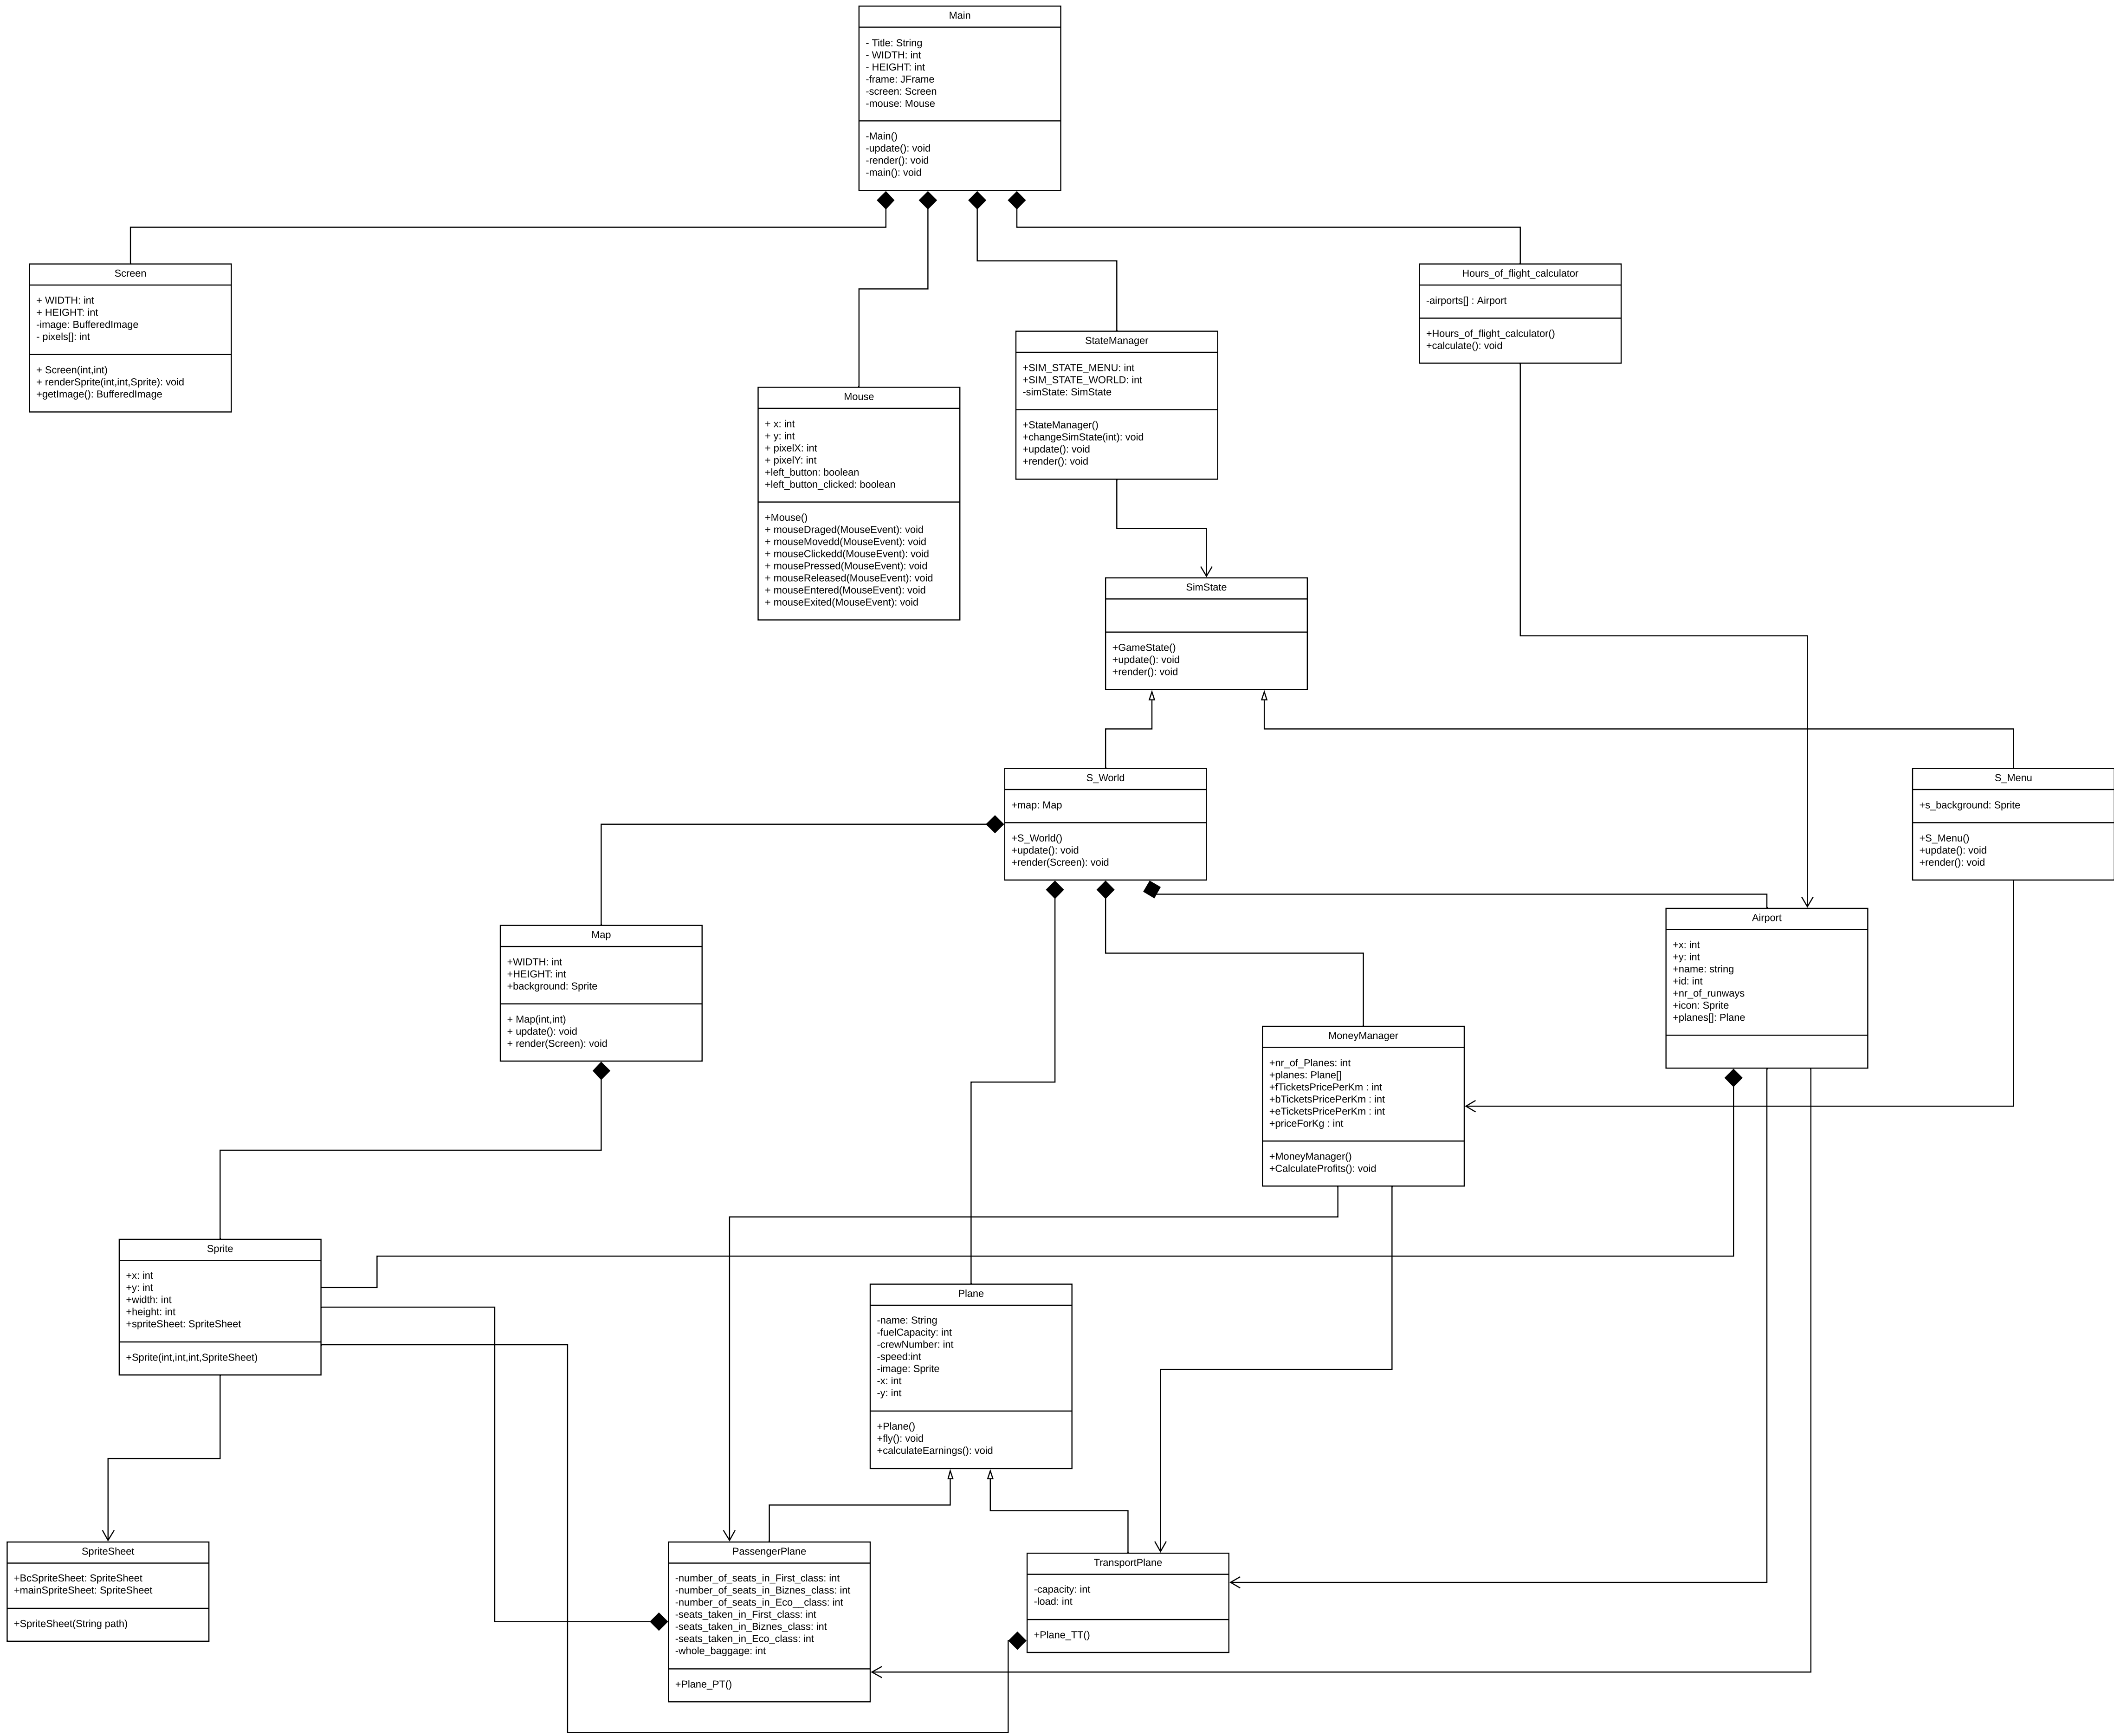 Main
- Title: String
- WIDTH: int
- HEIGHT: int
-frame: JFrame
-screen: Screen
-mouse: Mouse
-Main()
-update(): void
-render(): void
-main(): void
Screen
+ WIDTH: int
+ HEIGHT: int
-image: BufferedImage
- pixels[]: int
+ Screen(int,int)
+ renderSprite(int,int,Sprite): void
+getImage(): BufferedImage
Hours_of_flight_calculator
-airports[] : Airport
+Hours_of_flight_calculator()
+calculate(): void
StateManager
+SIM_STATE_MENU: int
+SIM_STATE_WORLD: int
-simState: SimState
+StateManager()
+changeSimState(int): void
+update(): void
+render(): void
Mouse
+ x: int
+ y: int
+ pixelX: int
+ pixelY: int
+left_button: boolean
+left_button_clicked: boolean
+Mouse()
+ mouseDraged(MouseEvent): void
+ mouseMovedd(MouseEvent): void
+ mouseClickedd(MouseEvent): void
+ mousePressed(MouseEvent): void
+ mouseReleased(MouseEvent): void
+ mouseEntered(MouseEvent): void
+ mouseExited(MouseEvent): void
SimState
+GameState()
+update(): void
+render(): void
S_World
+map: Map
+S_World()
+update(): void
+render(Screen): void
S_Menu
+s_background: Sprite
+S_Menu()
+update(): void
+render(): void
Map
+WIDTH: int
+HEIGHT: int
+background: Sprite
+ Map(int,int)
+ update(): void
+ render(Screen): void
Airport
+x: int
+y: int
+name: string
+id: int
+nr_of_runways
+icon: Sprite
+planes[]: Plane
MoneyManager
+nr_of_Planes: int
+planes: Plane[]
+fTicketsPricePerKm : int
+bTicketsPricePerKm : int
+eTicketsPricePerKm : int
+priceForKg : int
+MoneyManager()
+CalculateProfits(): void
Sprite
+x: int
+y: int
+width: int
+height: int
+spriteSheet: SpriteSheet
+Sprite(int,int,int,SpriteSheet)
Plane
-name: String
-fuelCapacity: int
-crewNumber: int
-speed:int
-image: Sprite
-x: int
-y: int
+Plane()
+fly(): void
+calculateEarnings(): void
SpriteSheet
+BcSpriteSheet: SpriteSheet
+mainSpriteSheet: SpriteSheet
+SpriteSheet(String path)
PassengerPlane
-number_of_seats_in_First_class: int
-number_of_seats_in_Biznes_class: int
-number_of_seats_in_Eco__class: int
-seats_taken_in_First_class: int
-seats_taken_in_Biznes_class: int
-seats_taken_in_Eco_class: int
-whole_baggage: int
+Plane_PT()
TransportPlane
-capacity: int
-load: int
+Plane_TT()